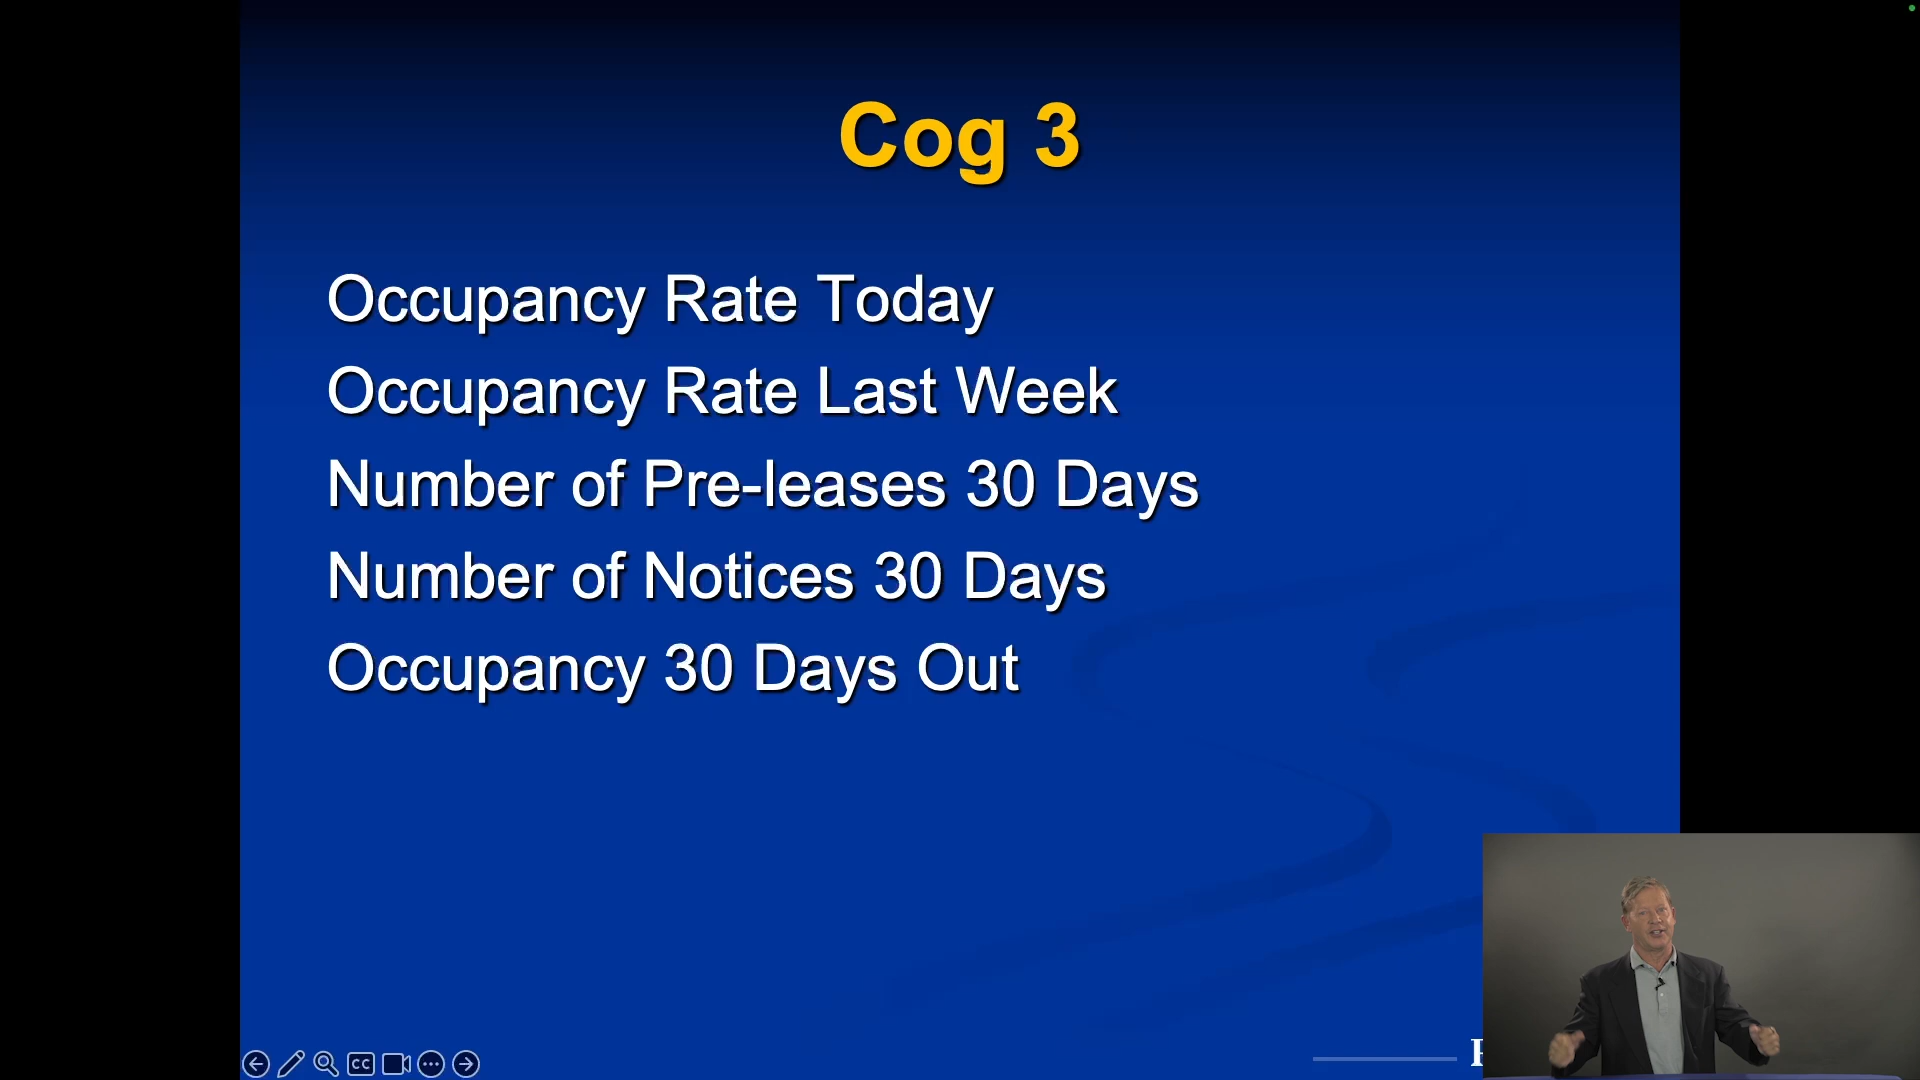 Cog 3
Occupancy Rate Today
Occupancy Rate Last Week
Number of Pre-leases 30 Days
Number of Notices 30 Days
Occupancy 30 Days Out
CC